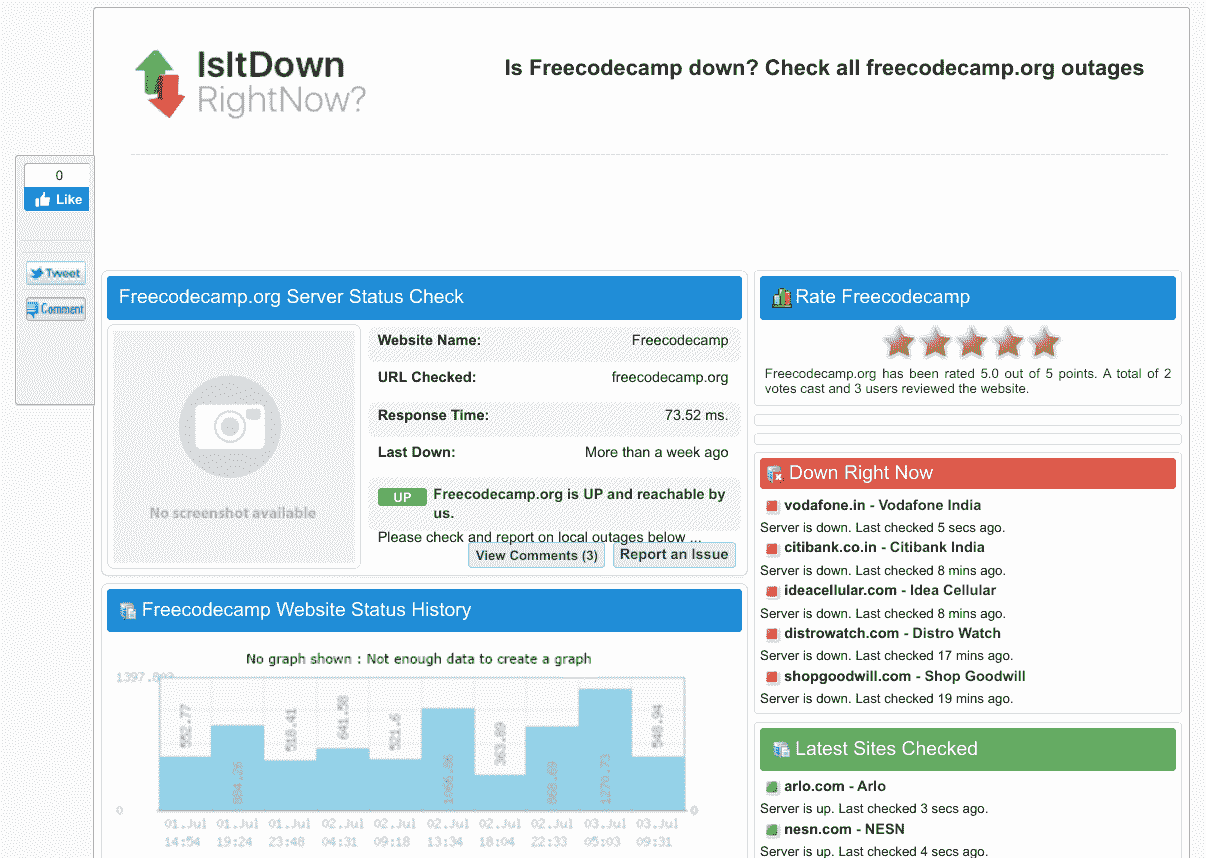 IsItDown
RightNow?
Is Freecodecamp down? Check all freecodecamp.org outages
0
Like
Tweet
Comment
Freecodecamp.org Server Status Check
No screenshot available
Website Name: Freecodecamp
URL Checked: freecodecamp.org
Response Time: 73.52 ms.
Last Down: More than a week ago
UP Freecodecamp.org is UP and reachable by
us.
Please check and report on local outages below ...
View Comments (3) Report an Issue
Freecodecamp Website Status History
No graph shown : Not enough data to create a graph
552.77
884.26
518.41
641.58
521.6
363.89
868.69
1270.73
548.94
0
0
01.Jul 01.Jul 01.Jul 02.Jul 02.Jul 02.Jul 02.Jul 02.Jul 03.Jul 03.Jul
14:54 19:24 23:48 04:31 09:18 13:34 18:04 22:33 05:03 09:31
Rate Freecodecamp
Freecodecamp.org has been rated 5.0 out of 5 points. A total of 2
votes cast and 3 users reviewed the website.
Down Right Now
vodafone.in - Vodafone India
Server is down. Last checked 5 secs ago.
citibank.co.in - Citibank India
Server is down. Last checked 8 mins ago.
ideacellular.com - Idea Cellular
Server is down. Last checked 8 mins ago.
distrowatch.com - Distro Watch
Server is down. Last checked 17 mins ago.
shopgoodwill.com - Shop Goodwill
Server is down. Last checked 19 mins ago.
Latest Sites Checked
arlo.com - Arlo
Server is up. Last checked 3 secs ago.
nesn.com - NESN
Server is up. Last checked 4 secs ago.